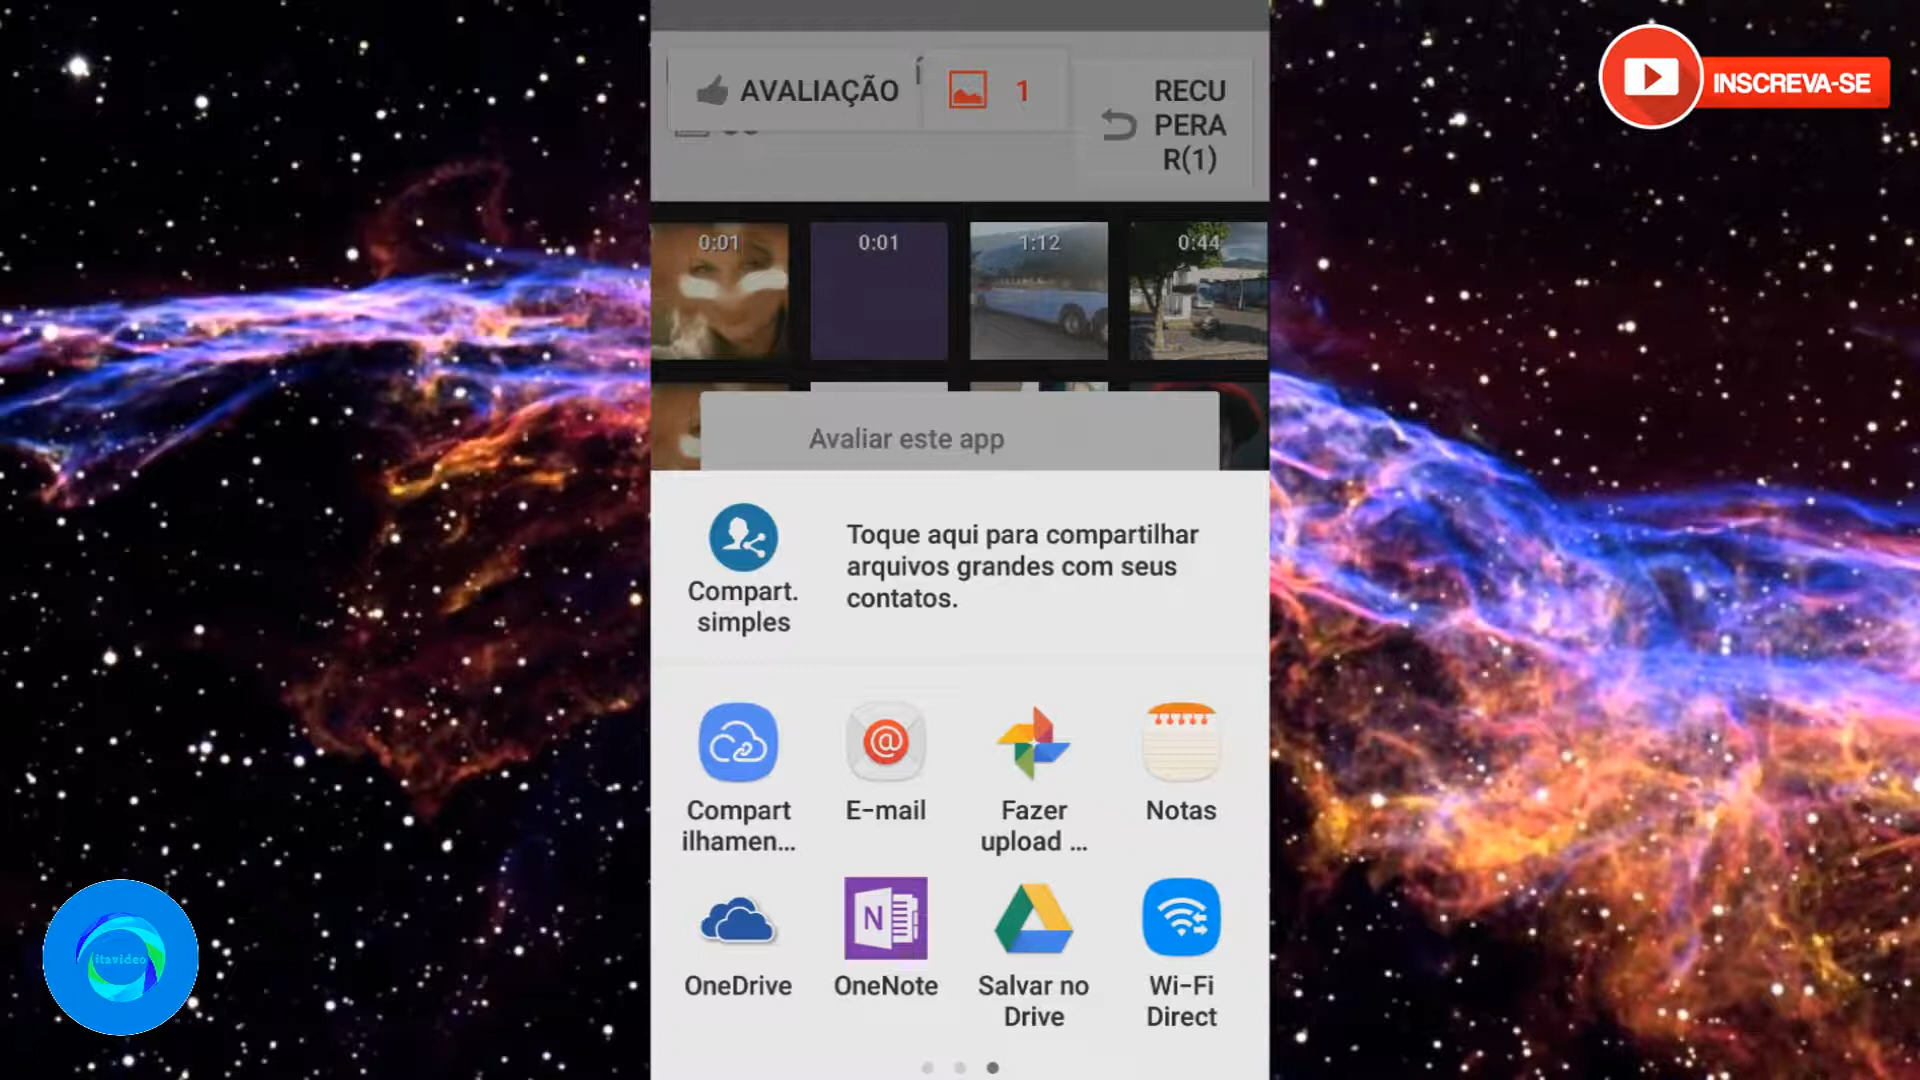 AVALIAÇÃO
1
RECU
PERA
R(1)
INSCREVA-SE
0:01
0:01
1:12
0:44
Avaliar este app
Compart.
simples
Toque aqui para compartilhar
arquivos grandes com seus
contatos.
Compart
ilhamen...
E-mail
Fazer
upload ...
Notas
OneDrive
N
OneNote
Salvar no
Drive
Wi-Fi
Direct
itavideo